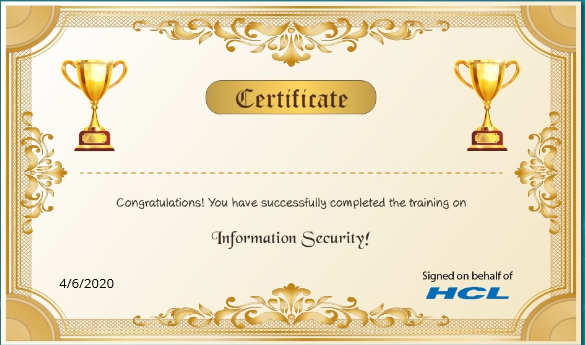 Certificate
Congratulations! You have successfully completed the training on
Information Security!
4/6/2020
Signed on behalf of
HCL